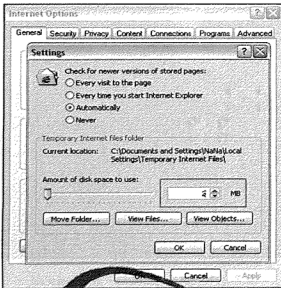 Internet Options
General Security Privacy Content Connections Programs Advanced
Settings
Check for newer versions of stored pages:
Every visit to the page
Every time you start Internet Explorer
Automatically
Never
Temporary Internet files folder
Current location: C:\Documents and Settings\NaNa\Local
Settings\Temporary Internet Files\
Amount of disk space to use:
MB
Move Folder... View Files... View Objects...
OK Cancel
Cancel Apply